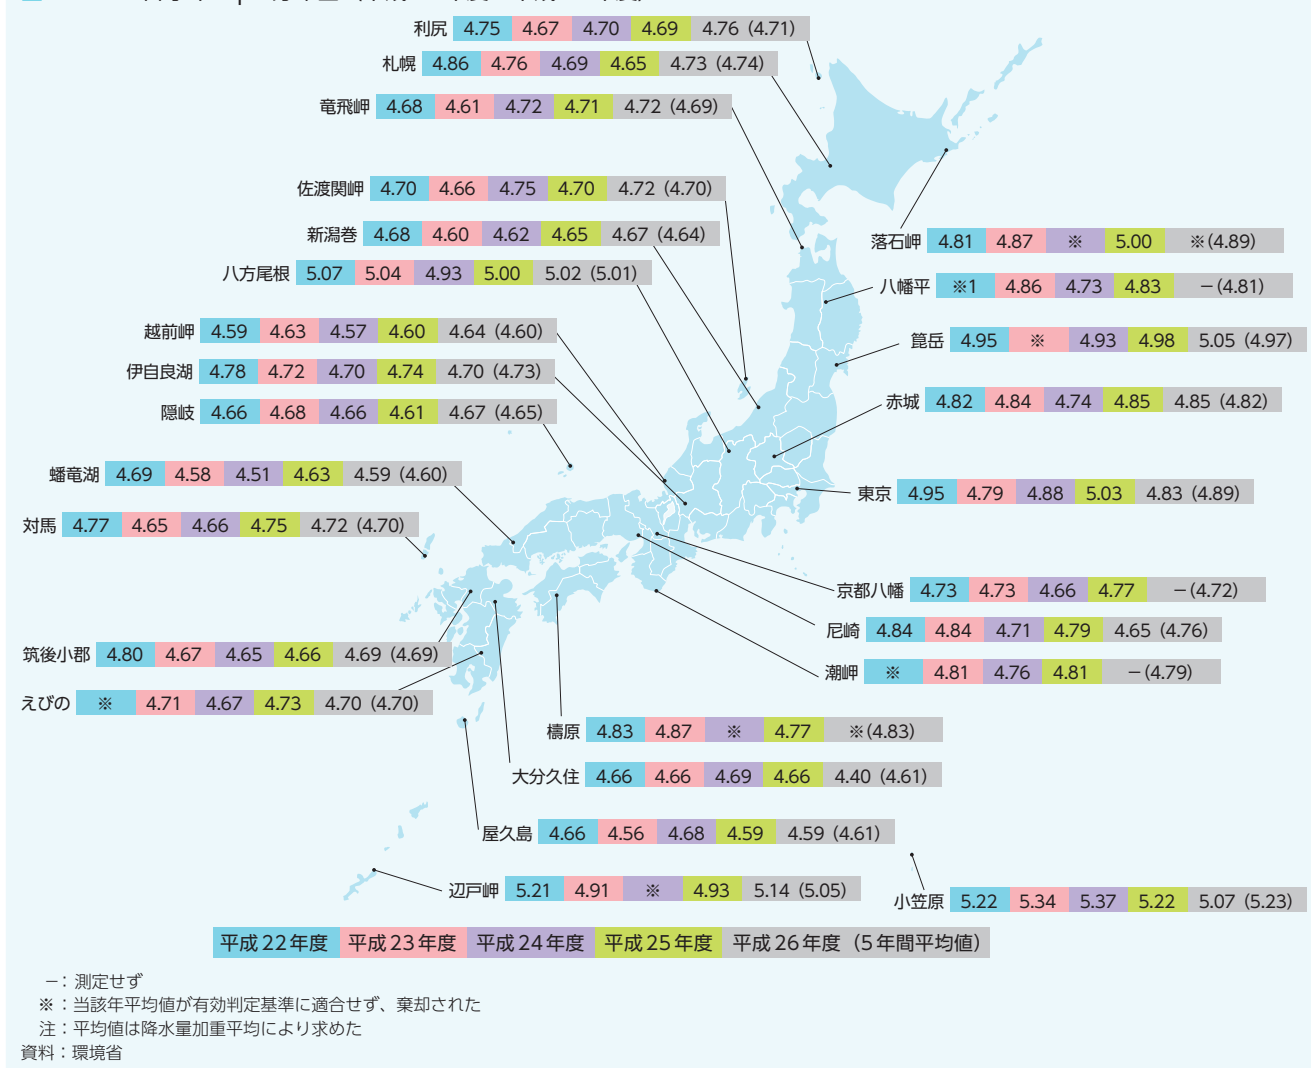 利尻 4.75 4.67 4.70 4.69 4.76 (4.71)
札幌 4.86 4.76 4.69 4.65 4.73 (4.74)
竜飛岬 4.68 4.61 4.72 4.71 4.72 (4.69)
佐渡関岬 4.70 4.66 4.75 4.70 4.72 (4.70)
新潟巻 4.68 4.60 4.62 4.65 4.67 (4.64)
八方尾根 5.07 5.04 4.93 5.00 5.02 (5.01)
越前岬 4.59 4.63 4.57 4.60 4.64 (4.60)
伊自良湖 4.78 4.72 4.70 4.74 4.70 (4.73)
隠岐 4.66 4.68 4.66 4.61 4.67 (4.65)
蟠竜湖 4.69 4.58 4.51 4.63 4.59 (4.60)
対馬 4.77 4.65 4.66 4.75 4.72 (4.70)
筑後小郡 4.80 4.67 4.65 4.66 4.69 (4.69)
えびの ※ 4.71 4.67 4.73 4.70 (4.70)
落石岬 4.81 4.87 ※ 5.00 ※(4.89)
八幡平 ※1 4.86 4.73 4.83 －(4.81)
箟岳 4.95 ※ 4.93 4.98 5.05 (4.97)
赤城 4.82 4.84 4.74 4.85 4.85 (4.82)
東京 4.95 4.79 4.88 5.03 4.83 (4.89)
京都八幡 4.73 4.73 4.66 4.77 －(4.72)
尼崎 4.84 4.84 4.71 4.79 4.65 (4.76)
潮岬 ※ 4.81 4.76 4.81 －(4.79)
檮原 4.83 4.87 ※ 4.77 ※(4.83)
大分久住 4.66 4.66 4.69 4.66 4.40 (4.61)
屋久島 4.66 4.56 4.68 4.59 4.59 (4.61)
辺戸岬 5.21 4.91 ※ 4.93 5.14 (5.05)
小笠原 5.22 5.34 5.37 5.22 5.07 (5.23)
平成22年度 平成23年度 平成24年度 平成25年度 平成26年度（5年間平均値）
－：測定せず
※：当該年平均値が有効判定基準に適合せず、棄却された
注：平均値は降水量加重平均により求めた
資料：環境省